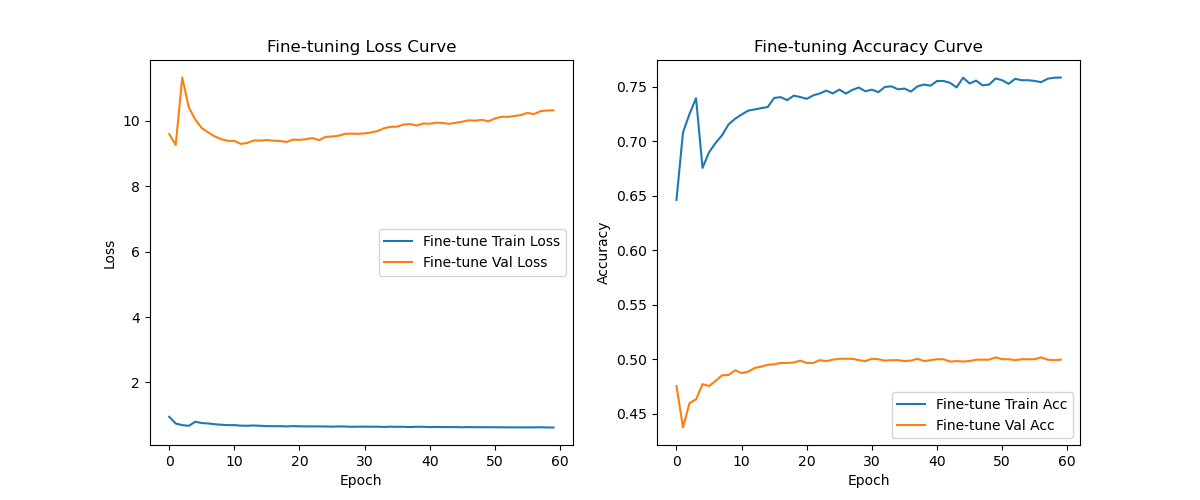 Fine-tuning Loss Curve
10
8
6
4
2
Loss
Fine-tune Train Loss
Fine-tune Val Loss
0 10 20 30 40 50 60
Epoch
Fine-tuning Accuracy Curve
0.75
0.70
0.65
0.60
0.55
0.50
0.45
Accuracy
Fine-tune Train Acc
Fine-tune Val Acc
0 10 20 30 40 50 60
Epoch